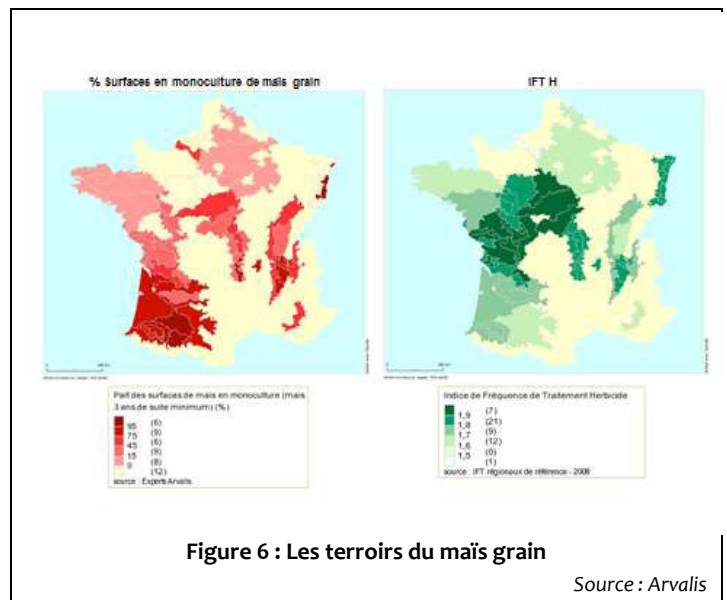 % Surfaces en monoculture de maïs grain
IFT H
Part des surfaces de maïs en monoculture (maïs
3 ans de suite minimum) (%)
(6)
95 (9)
75 (6)
45 (9)
15 (8)
0 (12)
source : Experts Arvalis
Indice de Fréquence de Traitement Herbicide
(7)
1,9 (21)
1,8 (9)
1,7 (12)
1,6 (0)
1,5 (1)
source : IFT régionaux de référence - 2008
Figure 6 : Les terroirs du maïs grain
Source : Arvalis